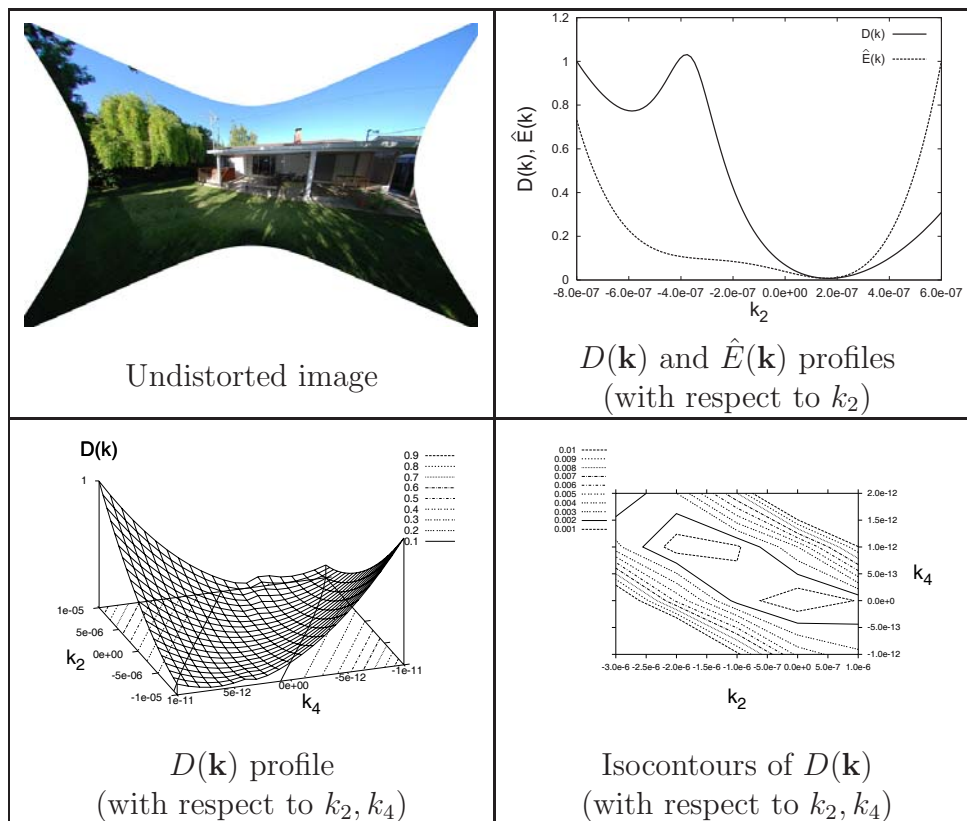 Undistorted image
1.2
1
0.8
0.6
0.4
0.2
0
D(k), Ê(k)
D(k)
Ê(k)
-8.0e-07 -6.0e-07 -4.0e-07 -2.0e-07 0.0e+00 2.0e-07 4.0e-07 6.0e-07
k2
D(k) and Ê(k) profiles
(with respect to k2)
D(k)
1
0.9
0.8
0.7
0.6
0.5
0.4
0.3
0.2
0.1
1e-05
5e-06
0e+00
-5e-06
-1e-05
k2
1e-11
5e-12
0e+00
-5e-12
-1e-11
k4
D(k) profile
(with respect to k2, k4)
0.01
0.009
0.008
0.007
0.006
0.005
0.004
0.003
0.002
0.001
2.0e-12
1.5e-12
1.0e-12
5.0e-13
0.0e+0
-5.0e-13
-1.0e-12
k4
-3.0e-6 -2.5e-6 -2.0e-6 -1.5e-6 -1.0e-6 -5.0e-7 0.0e+0 5.0e-7 1.0e-6
k2
Isocontours of D(k)
(with respect to k2, k4)